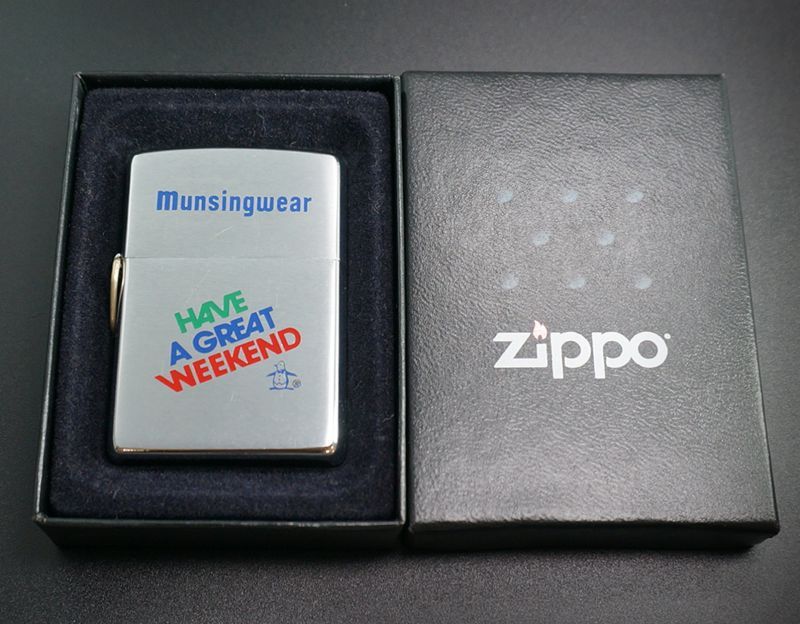 Munsingwear
HAVE
A GREAT
WEEKEND
®
zippo